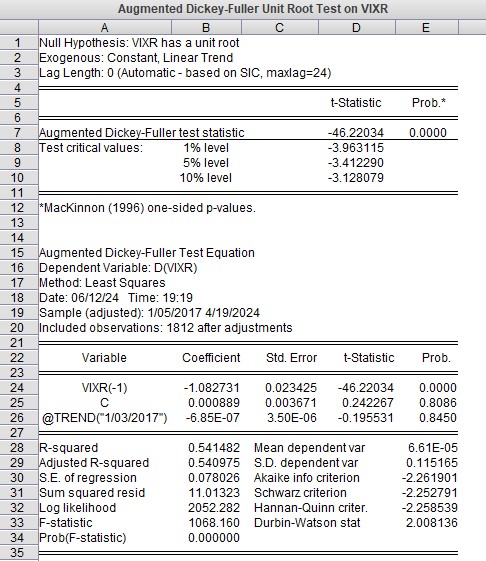 Augmented Dickey-Fuller Unit Root Test on VIXR
A B C D E
1 Null Hypothesis: VIXR has a unit root
2 Exogenous: Constant, Linear Trend
3 Lag Length: 0 (Automatic - based on SIC, maxlag=24)
4
5 t-Statistic Prob.*
6
7 Augmented Dickey-Fuller test statistic -46.22034 0.0000
8 Test critical values: 1% level -3.963115
9 5% level -3.412290
10 10% level -3.128079
11
12 *MacKinnon (1996) one-sided p-values.
13
14
15 Augmented Dickey-Fuller Test Equation
16 Dependent Variable: D(VIXR)
17 Method: Least Squares
18 Date: 06/12/24 Time: 19:19
19 Sample (adjusted): 1/05/2017 4/19/2024
20 Included observations: 1812 after adjustments
21
22 Variable Coefficient Std. Error t-Statistic Prob.
23
24 VIXR(-1) -1.082731 0.023425 -46.22034 0.0000
25 C 0.000889 0.003671 0.242267 0.8086
26 @TREND("1/03/2017") -6.85E-07 3.50E-06 -0.195531 0.8450
27
28 R-squared 0.541482 Mean dependent var 6.61E-05
29 Adjusted R-squared 0.540975 S.D. dependent var 0.115165
30 S.E. of regression 0.078026 Akaike info criterion -2.261901
31 Sum squared resid 11.01323 Schwarz criterion -2.252791
32 Log likelihood 2052.282 Hannan-Quinn criter. -2.258539
33 F-statistic 1068.160 Durbin-Watson stat 2.008136
34 Prob(F-statistic) 0.000000
35